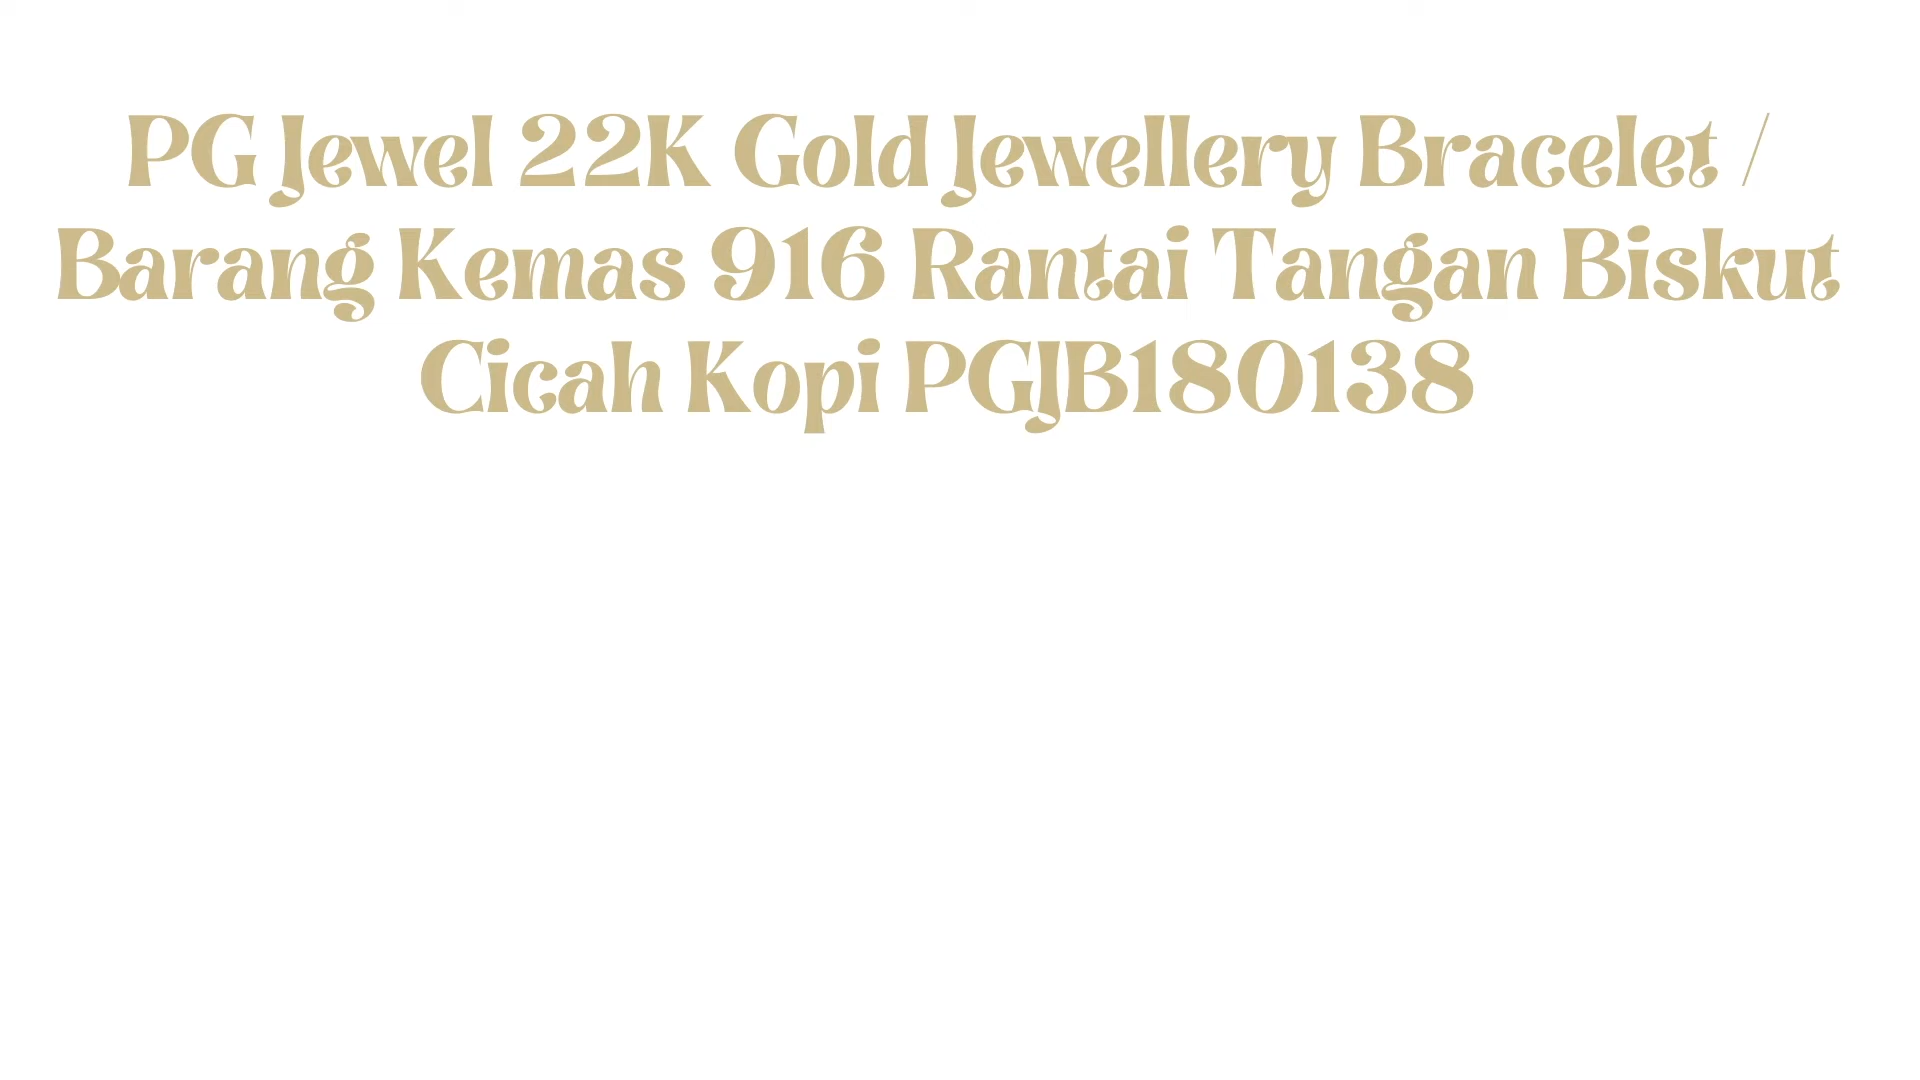 PG Jewel 22K Gold Jewellery Bracelet /
Barang Kemas 916 Rantai Tangan Biskut
Cicah Kopi PGJB180138